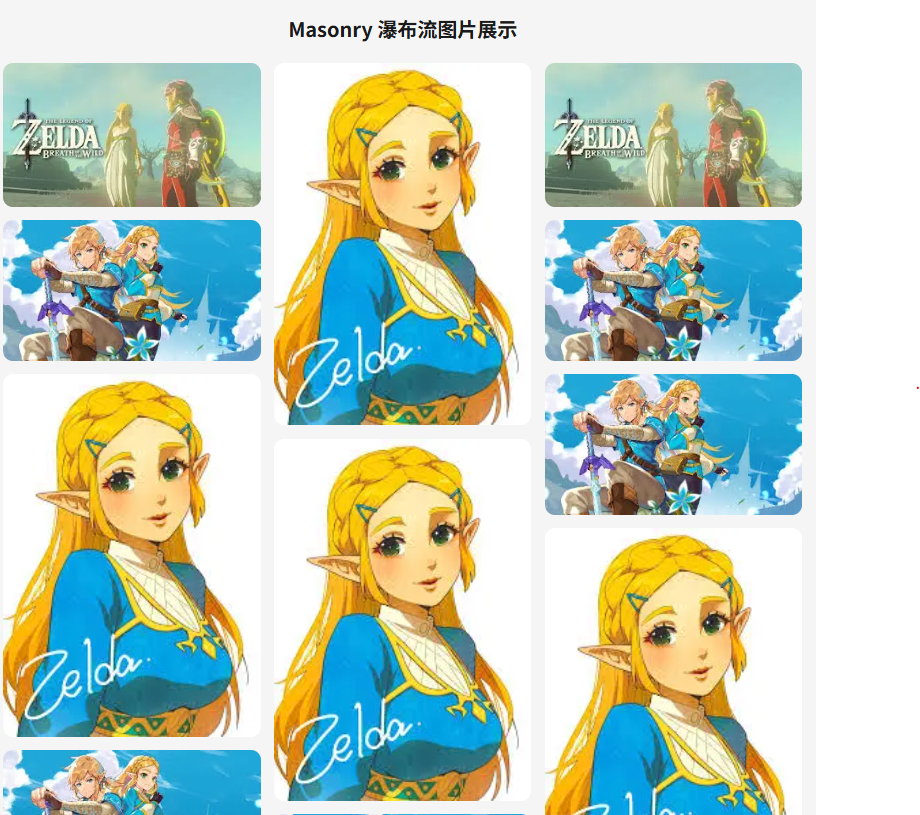 Masonry 瀑布流图片展示
THE LEGEND OF
ZELDA
BREATH OF THE WILD
Zelda.
THE LEGEND OF
ZELDA
BREATH OF THE WILD
Zelda.
Zelda.